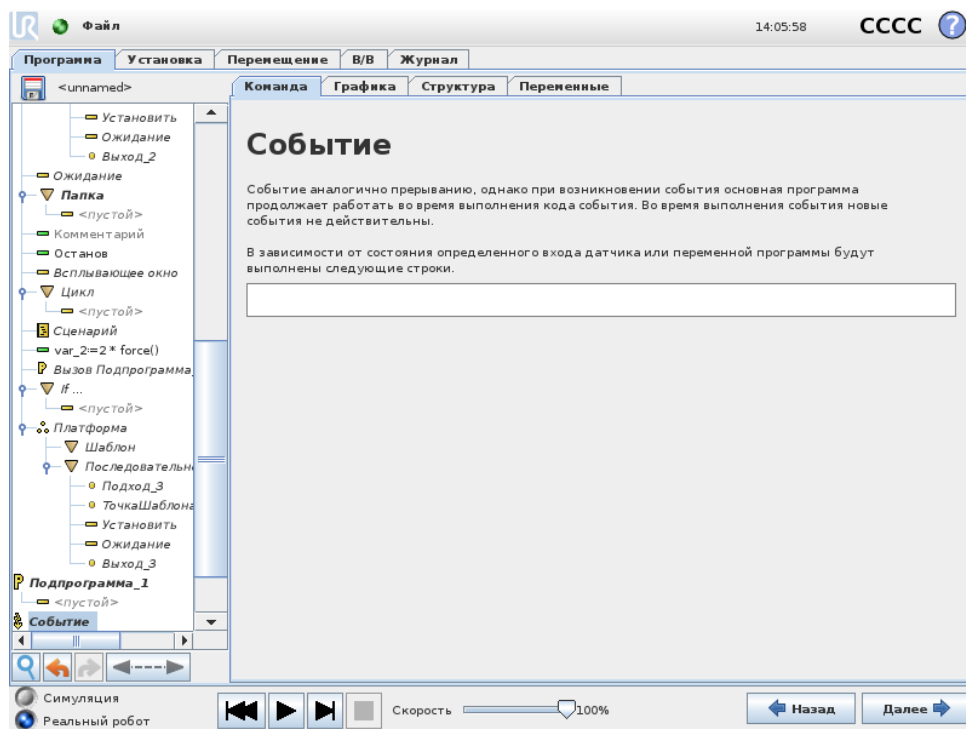 UR Файл 14:05:58 CCCC ?
Программа Установка Перемещение В/В Журнал
<unnamed>
Команда Графика Структура Переменные
Установить
Ожидание
Выход_2
Ожидание
Папка
<пустой>
Комментарий
Останов
Всплывающее окно
Цикл
<пустой>
Сценарий
var_2:=2 * force()
Вызов Подпрограмма_
If ...
<пустой>
Платформа
Шаблон
Последовательн
Подход_3
ТочкаШаблона
Установить
Ожидание
Выход_3
Подпрограмма_1
<пустой>
Событие
Событие
Событие аналогично прерыванию, однако при возникновении события основная программа
продолжает работать во время выполнения кода события. Во время выполнения события новые
события не действительны.
В зависимости от состояния определенного входа датчика или переменной программы будут
выполнены следующие строки.
Симуляция
Реальный робот
Скорость 100%
Назад Далее